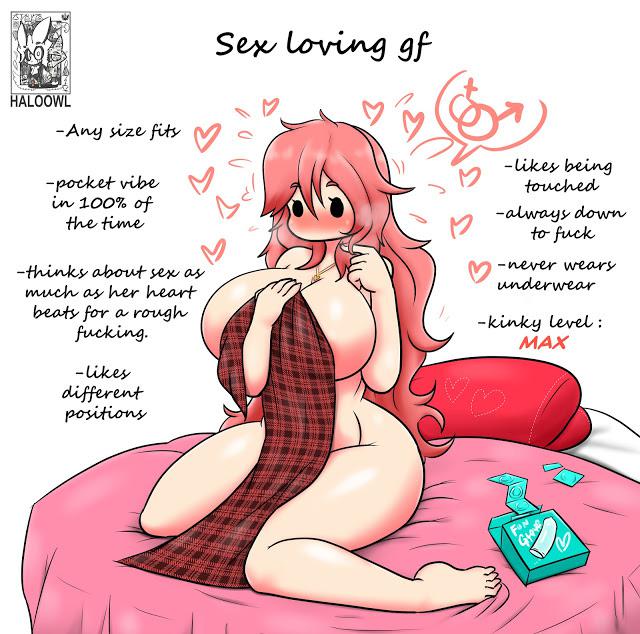 HALOOWL
Sex loving gf
-Any size fits
-pocket vibe
in 100% of
the time
-thinks about sex as
much as her heart
beats for a rough
fucking.
-likes
different
positions
-likes being
touched
-always down
to fuck
-never wears
underwear
-kinky level :
MAX
FUN